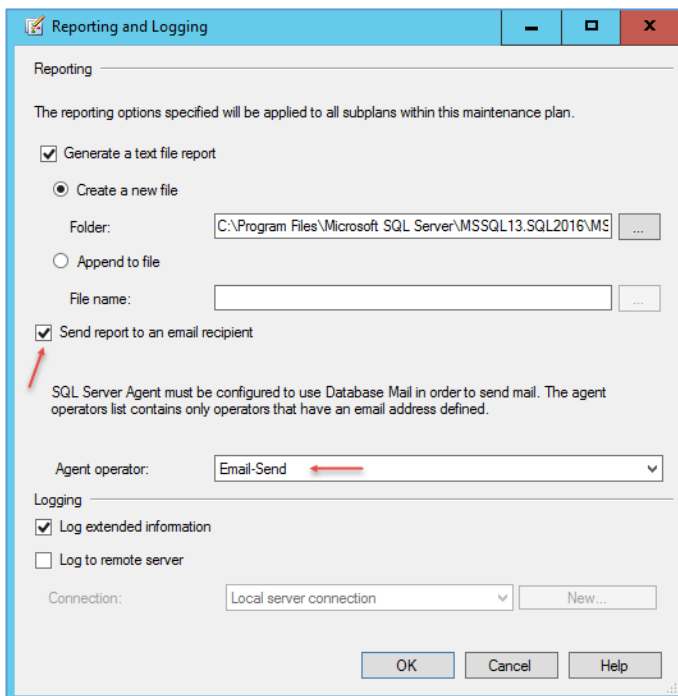 Reporting and Logging
Reporting
The reporting options specified will be applied to all subplans within this maintenance plan.
Generate a text file report
Create a new file
Folder: C:\Program Files\Microsoft SQL Server\MSSQL13.SQL2016\MS ...
Append to file
File name: ...
Send report to an email recipient
SQL Server Agent must be configured to use Database Mail in order to send mail. The agent
operators list contains only operators that have an email address defined.
Agent operator: Email-Send
Logging
Log extended information
Log to remote server
Connection: Local server connection New...
OK Cancel Help